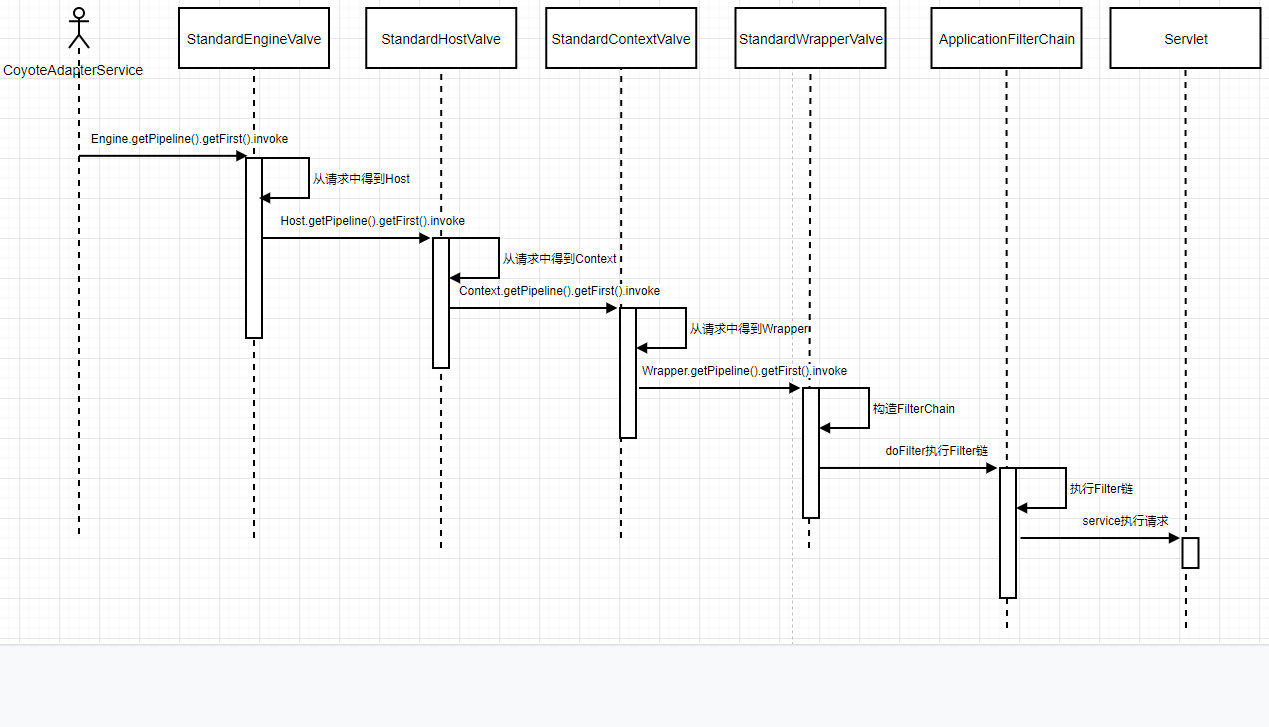 StandardEngineValve
StandardHostValve
StandardContextValve
StandardWrapperValve
ApplicationFilterChain
Servlet
CoyoteAdapterService
Engine.getPipeline().getFirst().invoke
从请求中得到Host
Host.getPipeline().getFirst().invoke
从请求中得到Context
Context.getPipeline().getFirst().invoke
从请求中得到Wrapper
Wrapper.getPipeline().getFirst().invoke
构造FilterChain
doFilter执行Filter链
执行Filter链
service执行请求